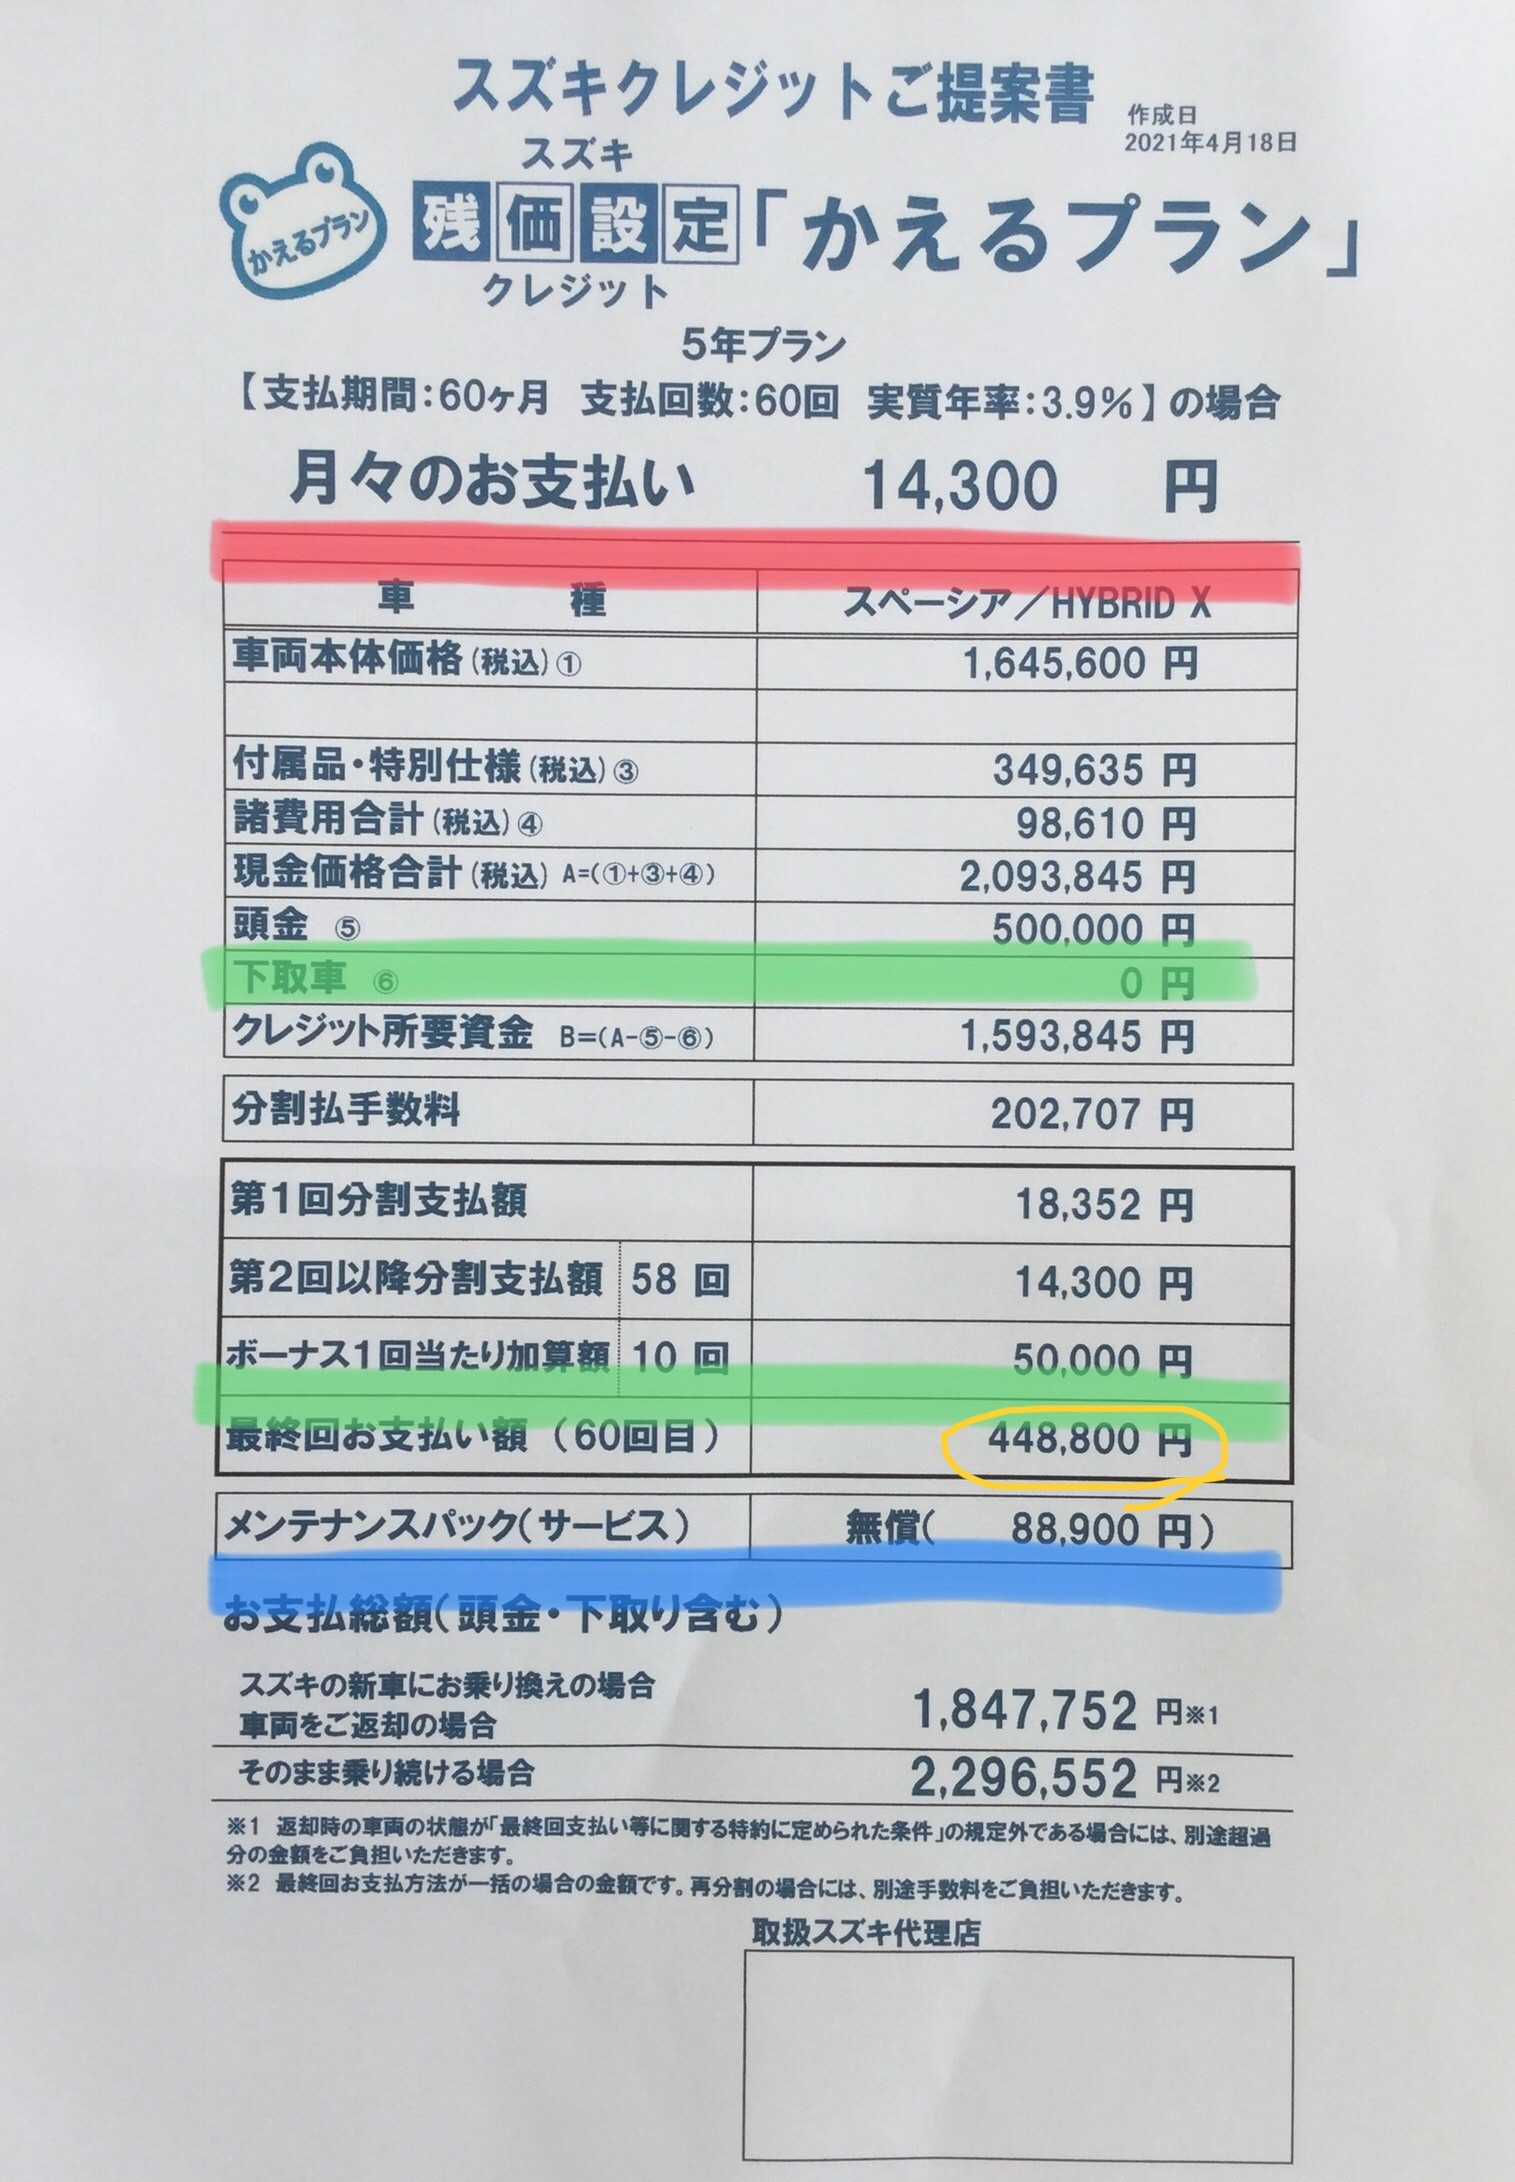 スズキクレジットご提案書
作成日
2021年4月18日
かえるプラン
スズキ
残価設定「かえるプラン」
クレジット
5年プラン
【支払期間:60ヶ月 支払回数:60回 実質年率:3.9%】の場合
月々のお支払い 14,300 円
車種 スペーシア/HYBRID X
車両本体価格(税込)① 1,645,600 円
付属品・特別仕様(税込)③ 349,635 円
諸費用合計(税込)④ 98,610 円
現金価格合計(税込) A=(①+③+④) 2,093,845 円
頭金 ⑤ 500,000 円
下取車 ⑥ 0 円
クレジット所要資金 B=(A-⑤-⑥) 1,593,845 円
分割払手数料 202,707 円
第1回分割支払額 18,352 円
第2回以降分割支払額 58 回 14,300 円
ボーナス1回当たり加算額 10 回 50,000 円
最終回お支払い額 (60回目) 448,800 円
メンテナンスパック(サービス) 無償( 88,900 円)
お支払総額(頭金・下取り含む)
スズキの新車にお乗り換えの場合
車両をご返却の場合 1,847,752 円※1
そのまま乗り続ける場合 2,296,552 円※2
※1 返却時の車両の状態が「最終回支払い等に関する特約に定められた条件」の規定外である場合には、別途超過
分の金額をご負担いただきます。
※2 最終回お支払方法が一括の場合の金額です。再分割の場合には、別途手数料をご負担いただきます。
取扱スズキ代理店